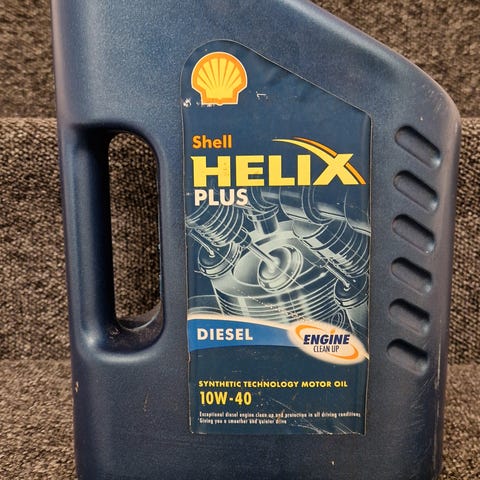 Shell
HELIX
PLUS
DIESEL
ENGINE
CLEAN UP
SYNTHETIC TECHNOLOGY MOTOR OIL
10W-40
Exceptional diesel engine clean up and protection in all driving conditions
Giving you a smoother and quieter drive